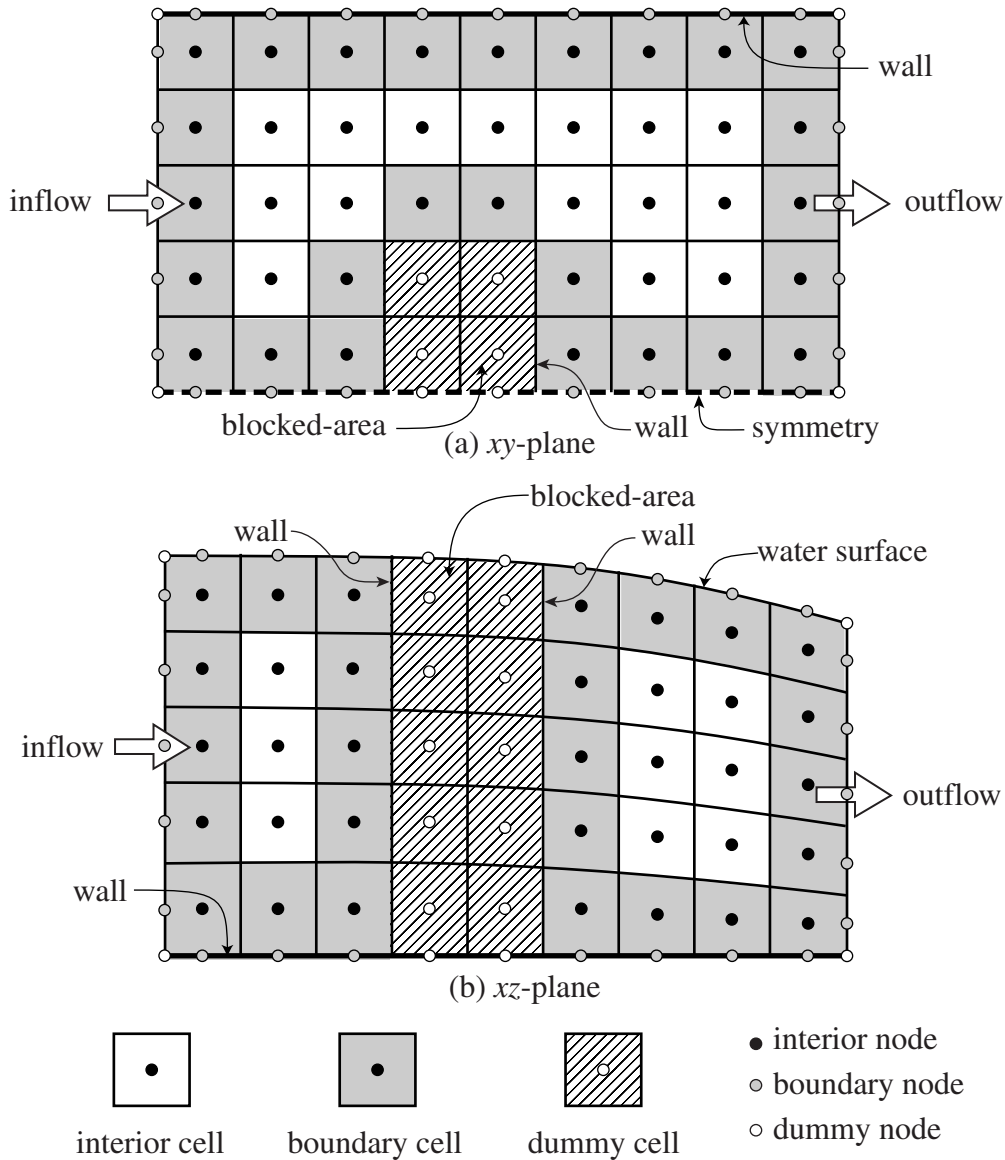 wall
inflow
outflow
blocked-area
wall
symmetry
(a) xy-plane
blocked-area
wall
wall
water surface
inflow
outflow
wall
(b) xz-plane
interior node
boundary node
dummy node
interior cell
boundary cell
dummy cell